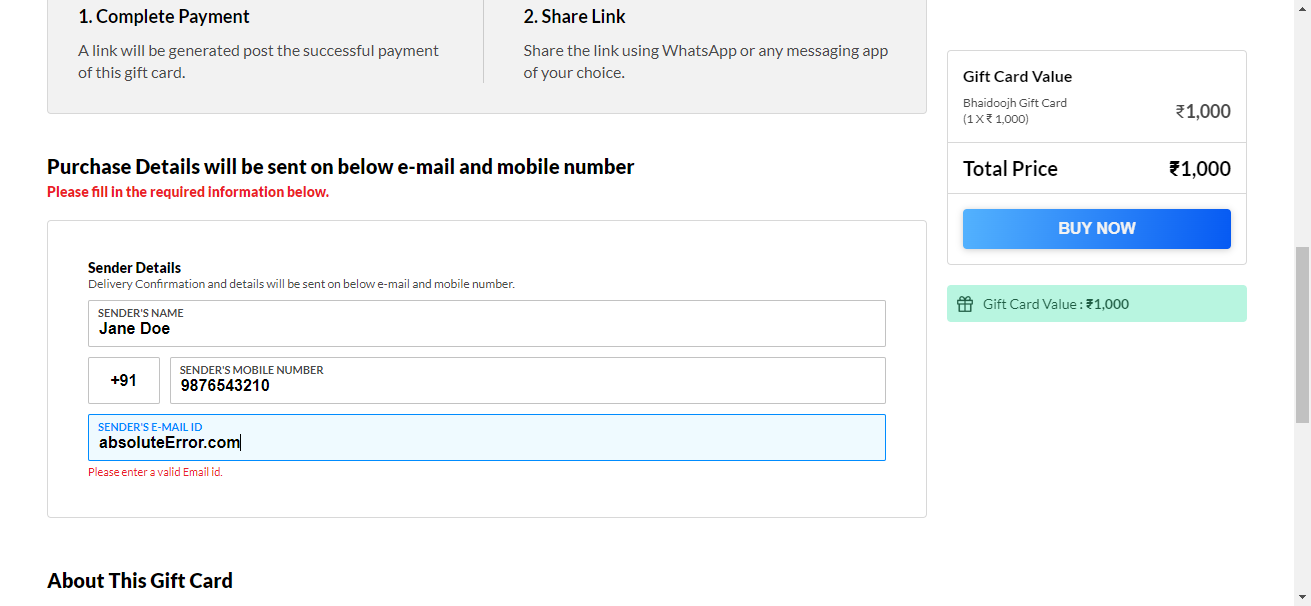 1. Complete Payment
A link will be generated post the successful payment
of this gift card.
2. Share Link
Share the link using WhatsApp or any messaging app
of your choice.
Purchase Details will be sent on below e-mail and mobile number
Please fill in the required information below.
Sender Details
Delivery Confirmation and details will be sent on below e-mail and mobile number.
SENDER'S NAME
Jane Doe
+91
SENDER'S MOBILE NUMBER
9876543210
SENDER'S E-MAIL ID
absoluteError.com
Please enter a valid Email id.
About This Gift Card
Gift Card Value
Bhaidoojh Gift Card
(1 X ₹ 1,000)
₹1,000
Total Price ₹1,000
BUY NOW
Gift Card Value : ₹1,000